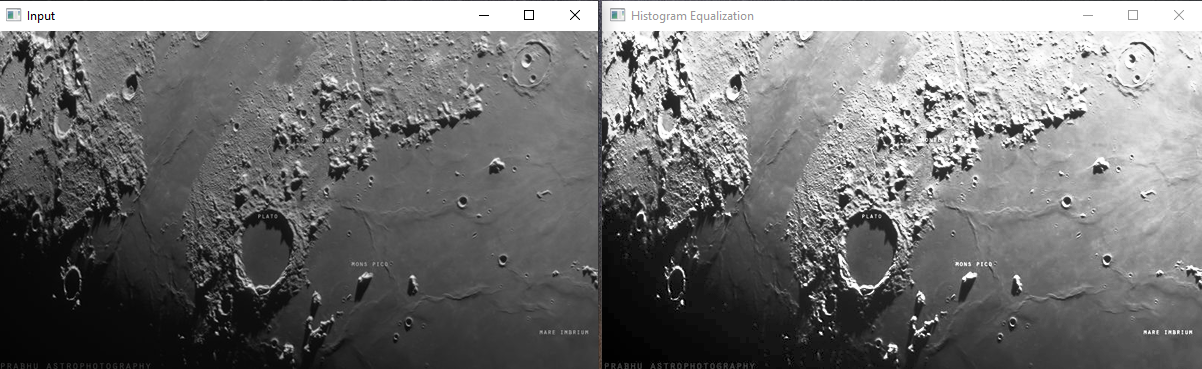 Input
PLATO
MONS PICO
MARE IMBRIUM
PRABHU ASTROPHOTOGRAPHY
Histogram Equalization
PLATO
MONS PICO
MARE IMBRIUM
PRABHU ASTROPHOTOGRAPHY